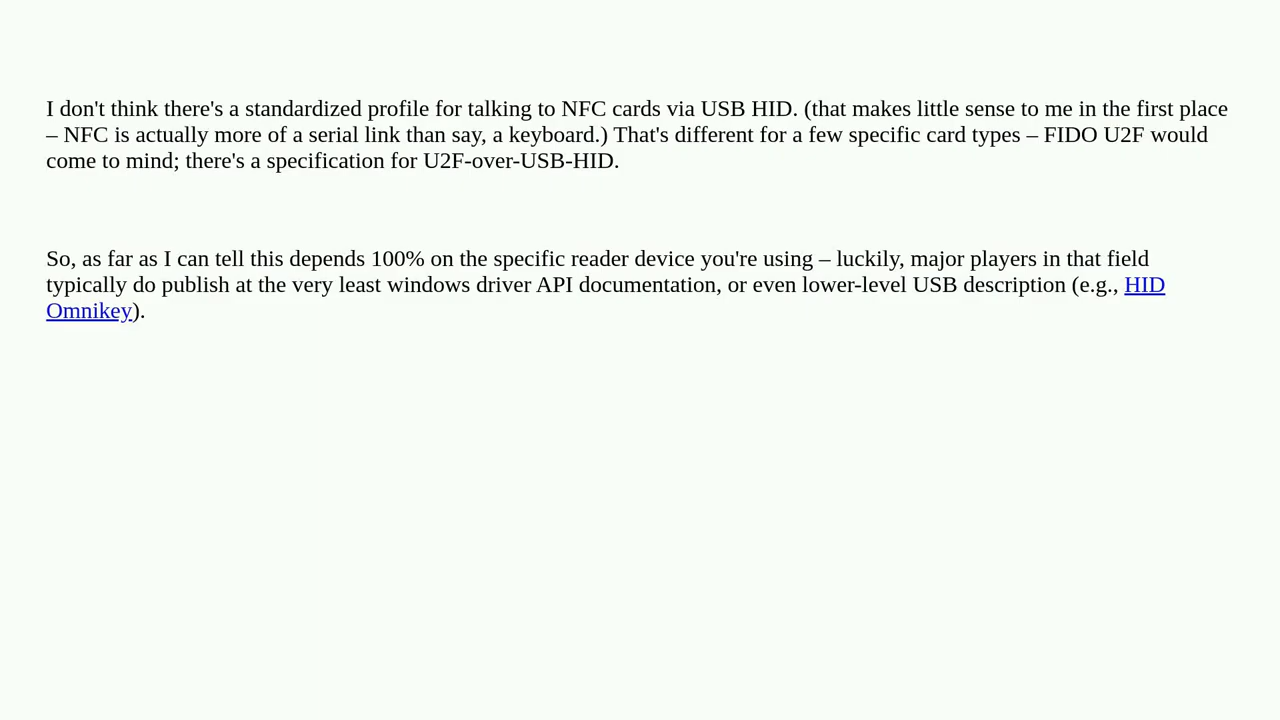 I don't think there's a standardized profile for talking to NFC cards via USB HID. (that makes little sense to me in the first place
– NFC is actually more of a serial link than say, a keyboard.) That's different for a few specific card types – FIDO U2F would
come to mind; there's a specification for U2F-over-USB-HID.
So, as far as I can tell this depends 100% on the specific reader device you're using – luckily, major players in that field
typically do publish at the very least windows driver API documentation, or even lower-level USB description (e.g., HID
Omnikey).